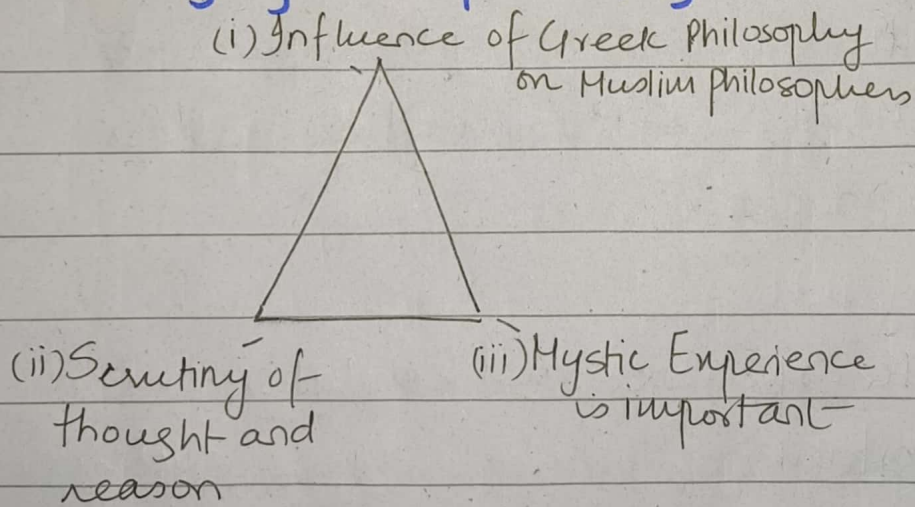 (i) Influence of Greek Philosophy
on Muslim philosophers
(ii) Scrutiny of
thought and
reason
(iii) Mystic Experience
is important